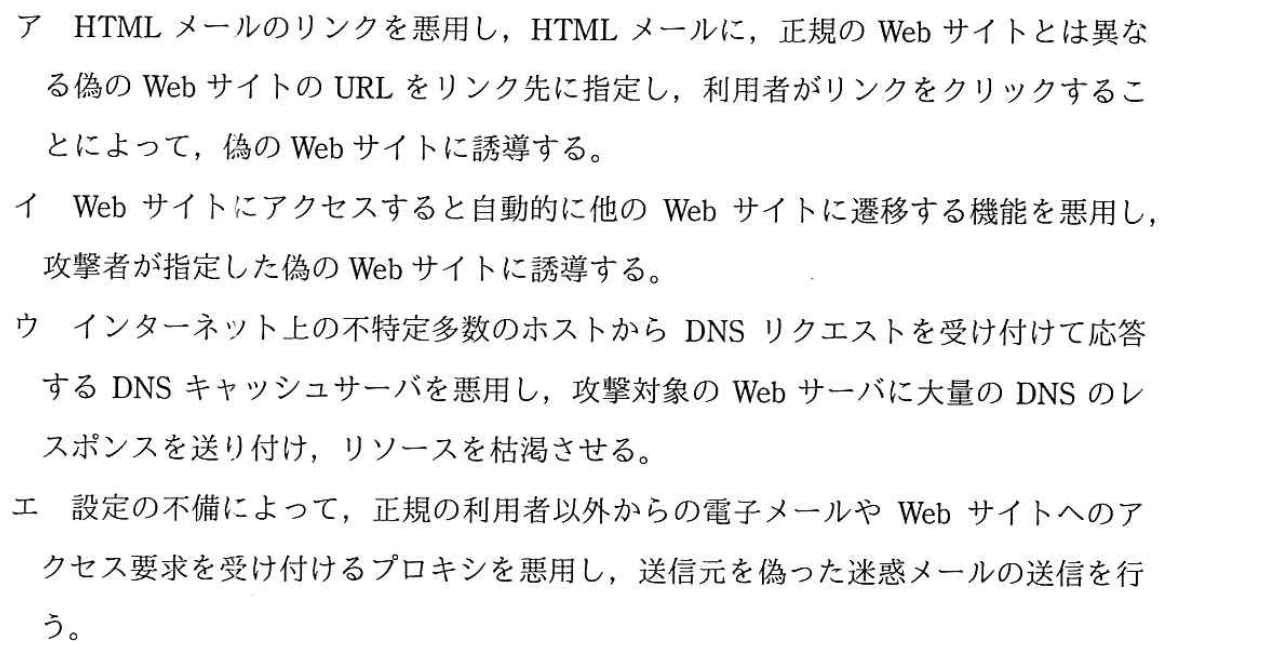 ア　HTML メールのリンクを悪用し，HTML メールに，正規の Web サイトとは異な
る偽の Web サイトの URL をリンク先に指定し，利用者がリンクをクリックするこ
とによって，偽の Web サイトに誘導する。
イ　Web サイトにアクセスすると自動的に他の Web サイトに遷移する機能を悪用し，
攻撃者が指定した偽の Web サイトに誘導する。
ウ　インターネット上の不特定多数のホストから DNS リクエストを受け付けて応答
する DNS キャッシュサーバを悪用し，攻撃対象の Web サーバに大量の DNS のレ
スポンスを送り付け，リソースを枯渇させる。
エ　設定の不備によって，正規の利用者以外からの電子メールや Web サイトへのア
クセス要求を受け付けるプロキシを悪用し，送信元を偽った迷惑メールの送信を行
う。